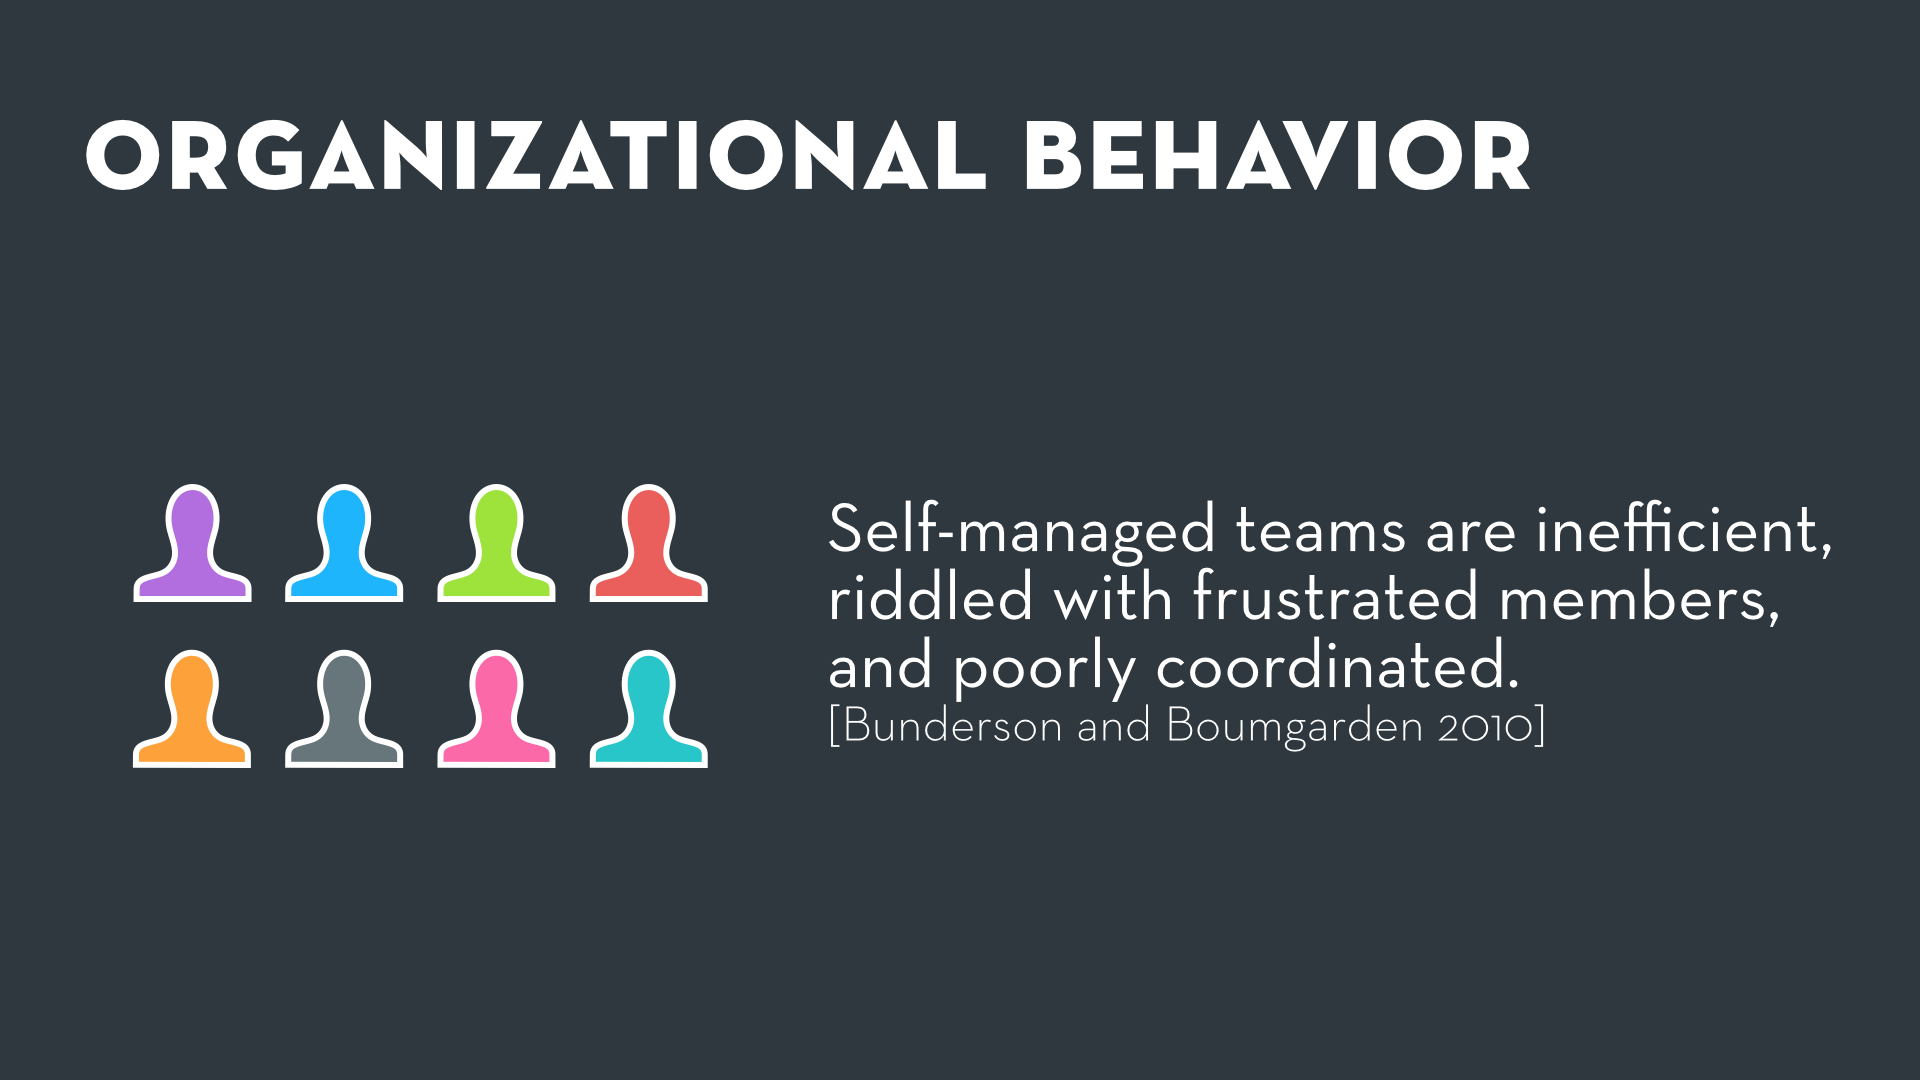 ORGANIZATIONAL BEHAVIOR
Self-managed teams are inefficient,
riddled with frustrated members,
and poorly coordinated.
[Bunderson and Boumgarden 2010]